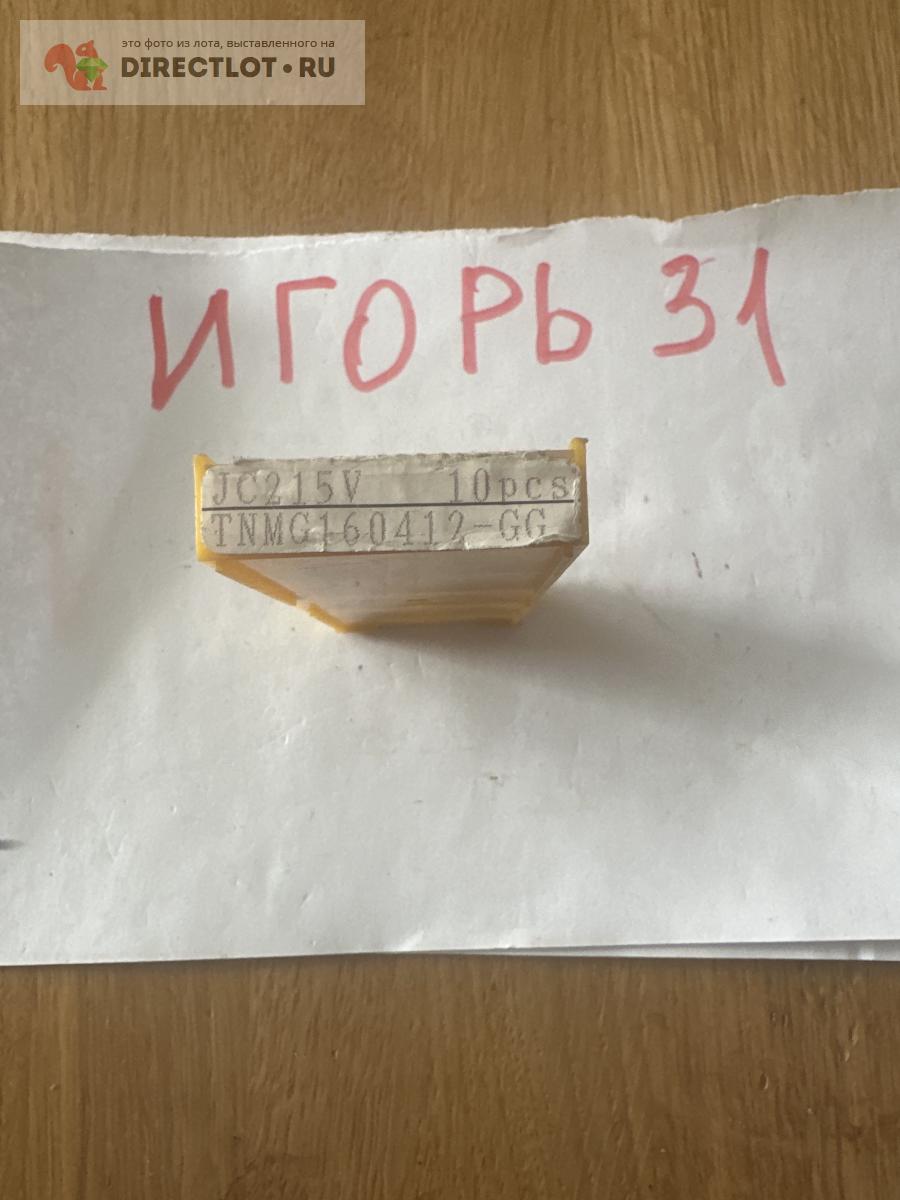 это фото из лота, выставленного на
DIRECTLOT•RU
ИГОРЬ 31
JC215V 10pcs
TNMG160412-GG